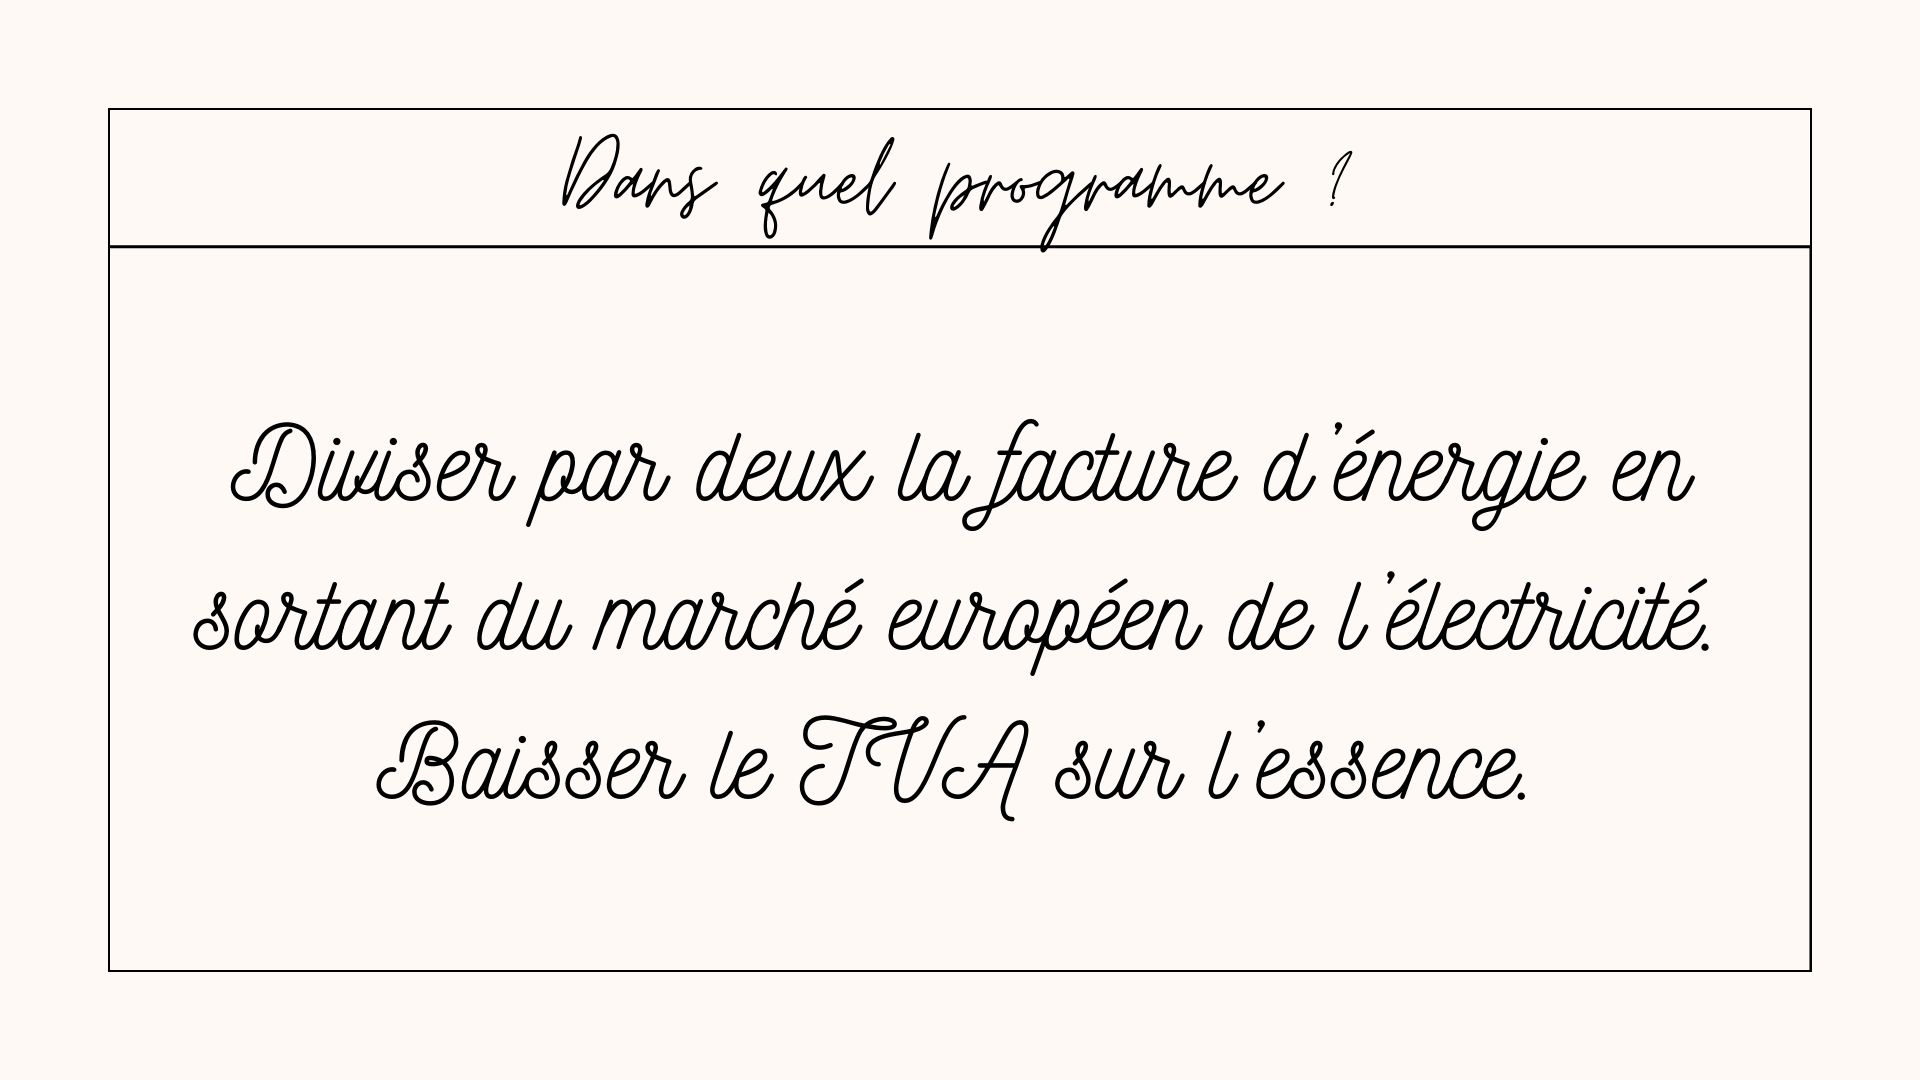 Dans quel programme ?
Diviser par deux la facture d'énergie en
sortant du marché européen de l'électricité.
Baisser le TVA sur l'essence.